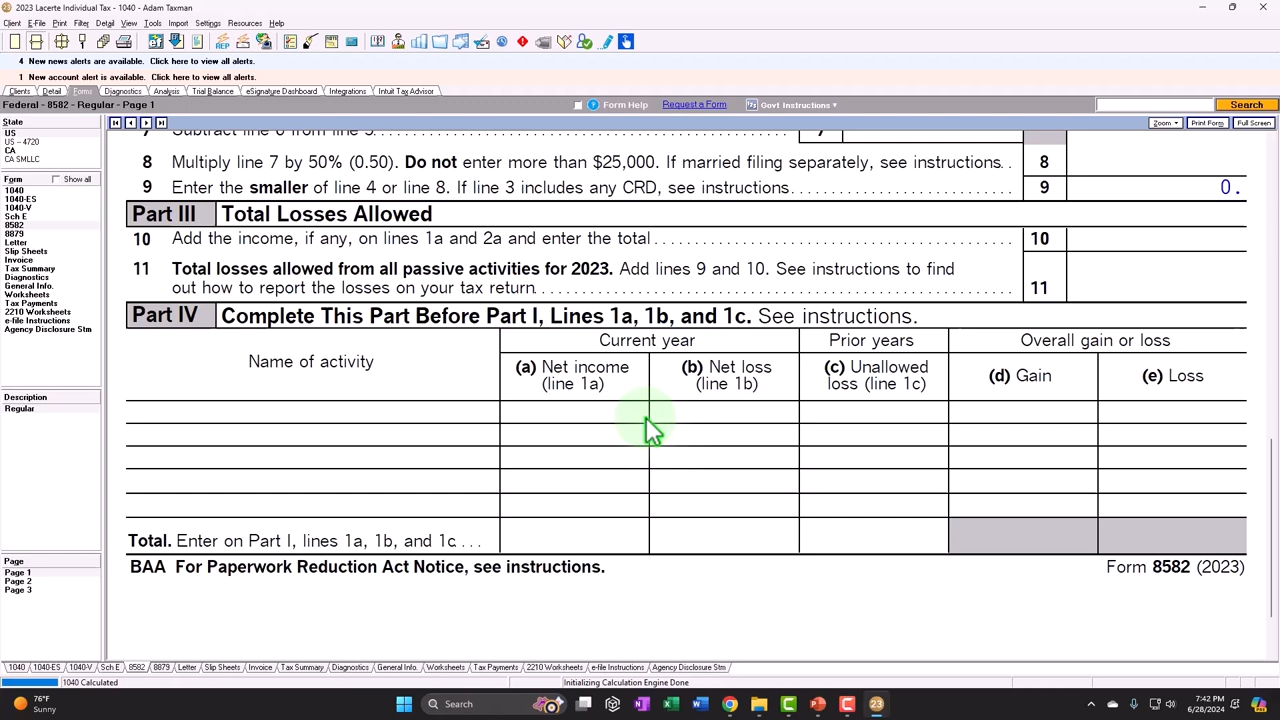 2023 Lacerte Individual Tax - 1040 - Adam Taxman
Client E-File Print Filter Detail View Tools Import Settings Resources Help
4 New news alerts are available. Click here to view all alerts.
1 New account alert is available. Click here to view all alerts.
Clients Detail Forms Diagnostics Analysis Trial Balance eSignature Dashboard Integrations Intuit Tax Advisor
Federal - 8582 - Regular - Page 1
Form Help Request a Form Govt Instructions Search
State
US
US - 4720
CA
CA SMLLC
Form Show all
1040
1040-ES
1040-V
Sch E
8582
8879
Letter
Slip Sheets
Invoice
Tax Summary
Diagnostics
General Info.
Worksheets
Tax Payments
2210 Worksheets
e-file Instructions
Agency Disclosure Stm
Description
Regular
Page
Page 1
Page 2
Page 3
Zoom Print Form Full Screen
7 Subtract line 6 from line 5 7
8 Multiply line 7 by 50% (0.50). Do not enter more than $25,000. If married filing separately, see instructions. . 8
9 Enter the smaller of line 4 or line 8. If line 3 includes any CRD, see instructions. 9 0.
Part III Total Losses Allowed
10 Add the income, if any, on lines 1a and 2a and enter the total 10
11 Total losses allowed from all passive activities for 2023. Add lines 9 and 10. See instructions to find
out how to report the losses on your tax return. 11
Part IV Complete This Part Before Part I, Lines 1a, 1b, and 1c. See instructions.
Name of activity
Current year Prior years Overall gain or loss
(a) Net income (b) Net loss (c) Unallowed (d) Gain (e) Loss
(line 1a) (line 1b) loss (line 1c)
Total. Enter on Part I, lines 1a, 1b, and 1c. . . .
BAA For Paperwork Reduction Act Notice, see instructions. Form 8582 (2023)
1040 1040-ES 1040-V Sch E 8582 8879 Letter Slip Sheets Invoice Tax Summary Diagnostics General Info. Worksheets Tax Payments 2210 Worksheets e-file Instructions Agency Disclosure Stm
1040 Calculated Initializing Calculation Engine Done
76°F
Sunny
Search
7:42 PM
6/28/2024